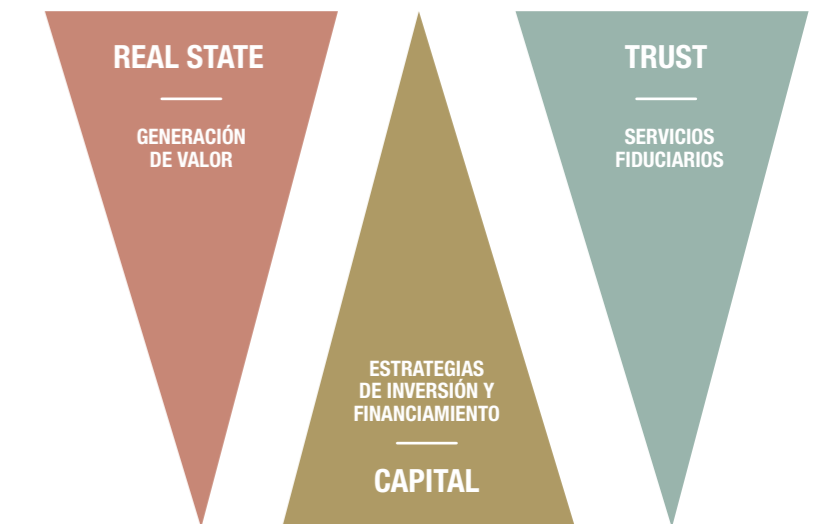 REAL STATE
GENERACIÓN
DE VALOR
ESTRATEGIAS
DE INVERSIÓN Y
FINANCIAMIENTO
CAPITAL
TRUST
SERVICIOS
FIDUCIARIOS